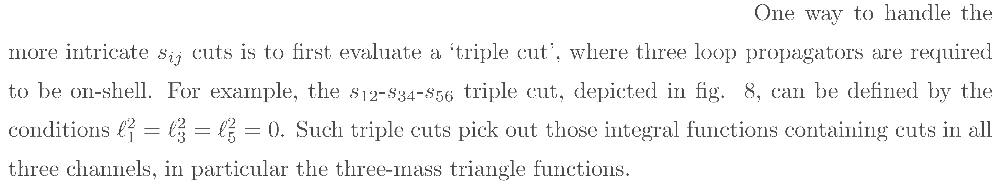 One way to handle the
more intricate $s_{ij}$ cuts is to first evaluate a ‘triple cut’, where three loop propagators are required
to be on-shell. For example, the $s_{12}$-$s_{34}$-$s_{56}$ triple cut, depicted in fig. 8, can be defined by the
conditions $\ell_1^2 = \ell_3^2 = \ell_5^2 = 0$. Such triple cuts pick out those integral functions containing cuts in all
three channels, in particular the three-mass triangle functions.